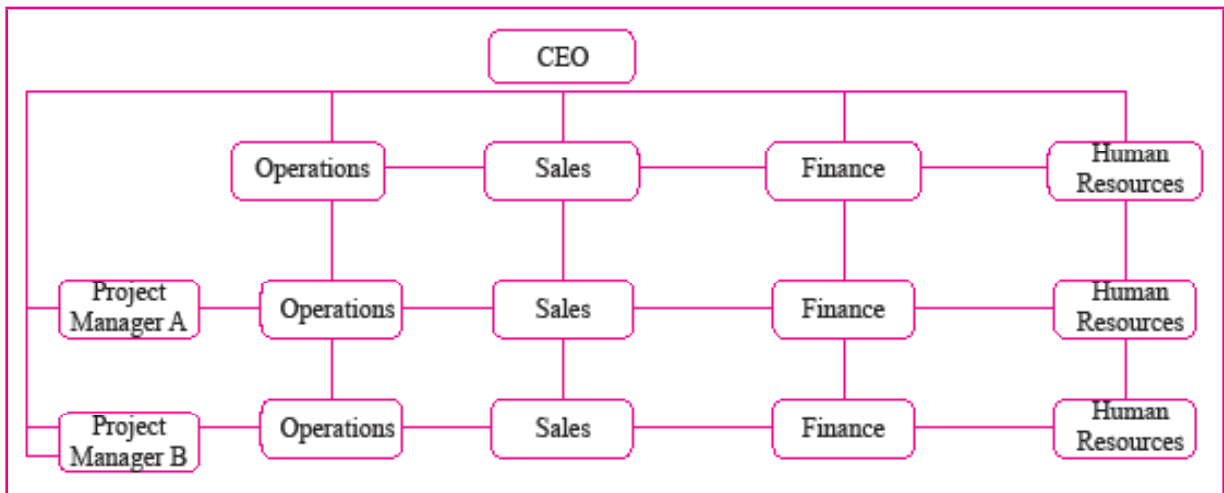 CEO
Operations
Sales
Finance
Human
Resources
Project
Manager A
Operations
Sales
Finance
Human
Resources
Project
Manager B
Operations
Sales
Finance
Human
Resources